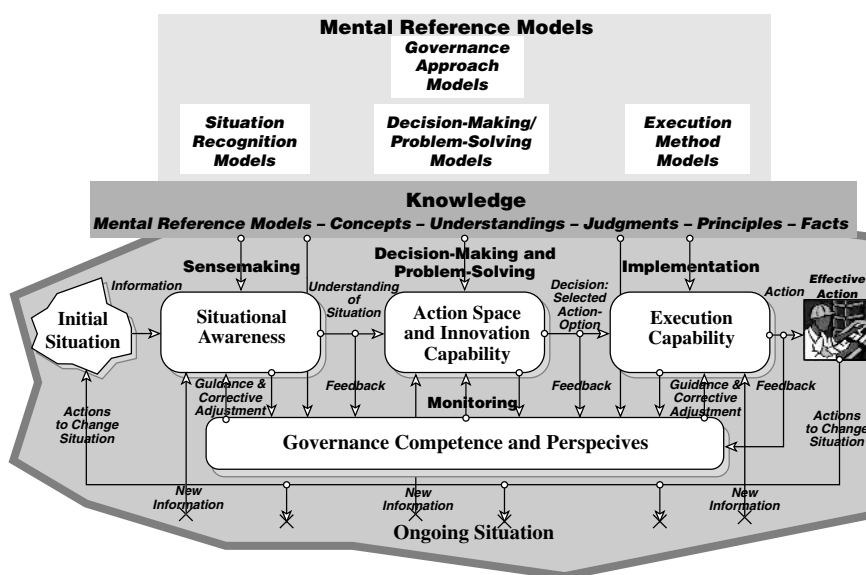 Mental Reference Models
Governance
Approach
Models
Situation
Recognition
Models
Decision-Making/
Problem-Solving
Models
Execution
Method
Models
Knowledge
Mental Reference Models – Concepts – Understandings – Judgments – Principles – Facts
Sensemaking
Decision-Making and
Problem-Solving
Implementation
Information
Understanding
of
Situation
Decision:
Selected
Action-
Option
Action
Effective
Action
Initial
Situation
Situational
Awareness
Action Space
and Innovation
Capability
Execution
Capability
Guidance &
Corrective
Adjustment
Feedback
Feedback
Guidance &
Corrective
Adjustment
Feedback
Actions
to Change
Situation
Monitoring
Actions
to Change
Situation
Governance Competence and Perspecives
New
Information
New
Information
New
Information
Ongoing Situation